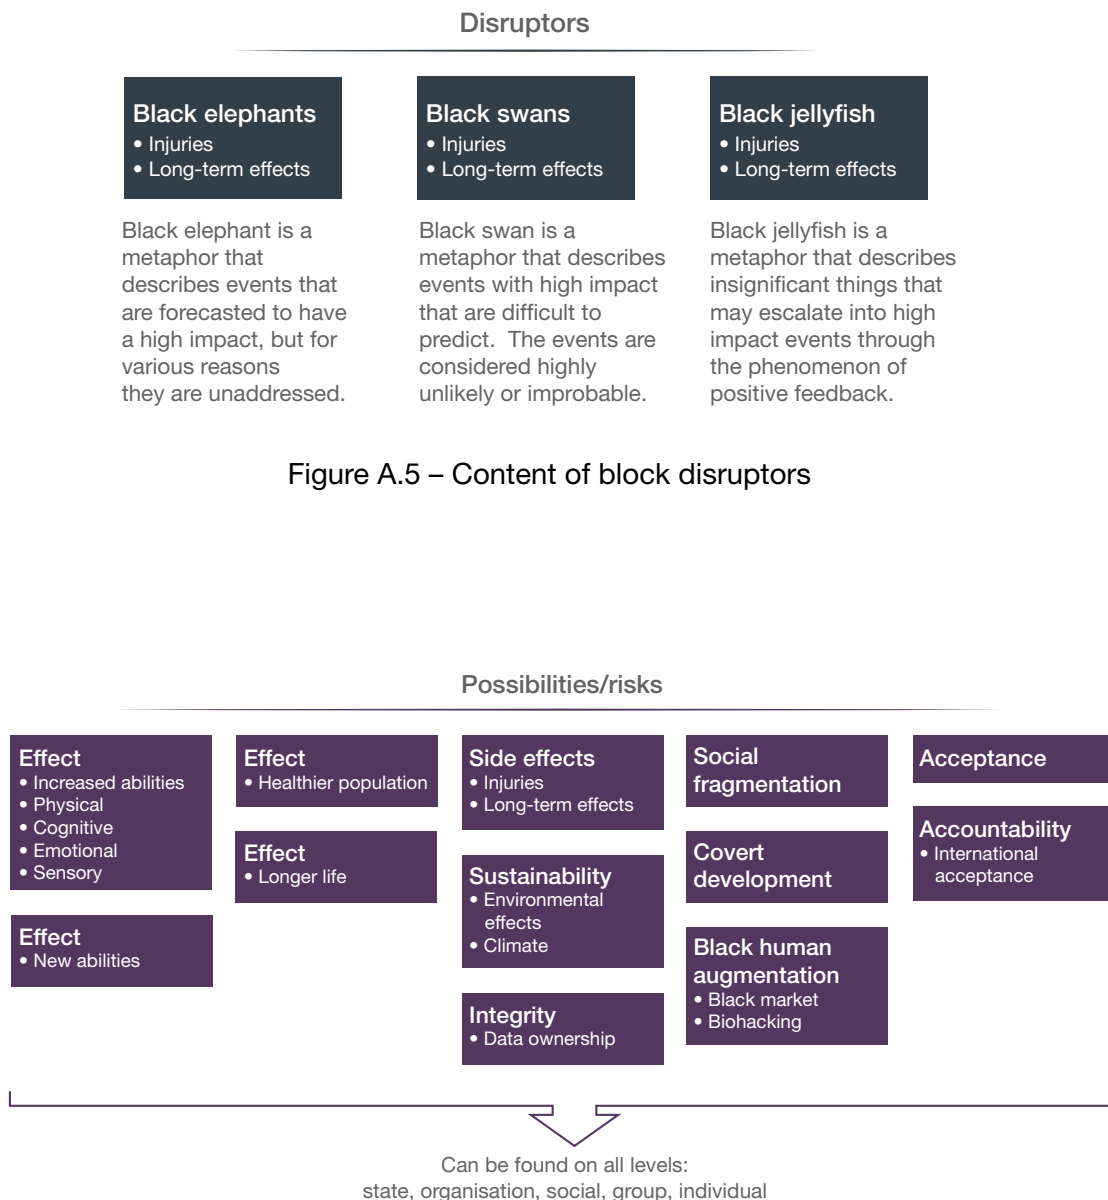 Disruptors
Black elephants
• Injuries
• Long-term effects
Black elephant is a
metaphor that
describes events that
are forecasted to have
a high impact, but for
various reasons
they are unaddressed.
Black swans
• Injuries
• Long-term effects
Black swan is a
metaphor that describes
events with high impact
that are difficult to
predict.  The events are
considered highly
unlikely or improbable.
Black jellyfish
• Injuries
• Long-term effects
Black jellyfish is a
metaphor that describes
insignificant things that
may escalate into high
impact events through
the phenomenon of
positive feedback.
Figure A.5 – Content of block disruptors
Possibilities/risks
Effect
• Increased abilities
• Physical
• Cognitive
• Emotional
• Sensory
Effect
• New abilities
Effect
• Healthier population
Effect
• Longer life
Side effects
• Injuries
• Long-term effects
Sustainability
• Environmental
effects
• Climate
Integrity
• Data ownership
Social
fragmentation
Covert
development
Black human
augmentation
• Black market
• Biohacking
Acceptance
Accountability
• International
acceptance
Can be found on all levels:
state, organisation, social, group, individual